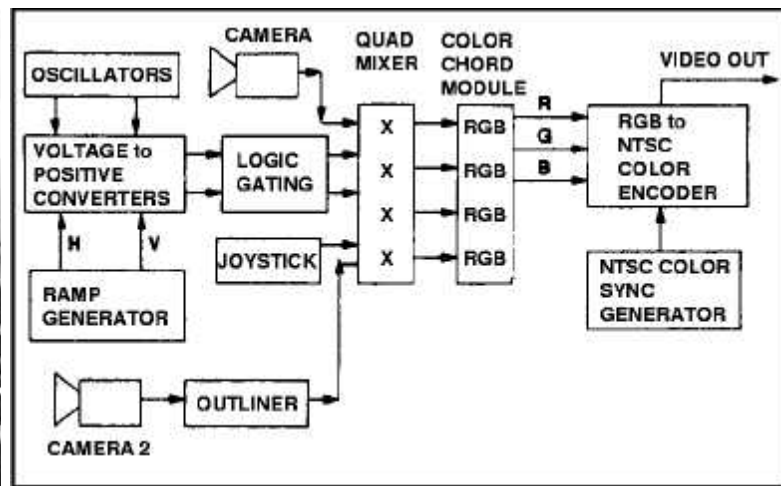 CAMERA
QUAD
MIXER
COLOR
CHORD
MODULE
VIDEO OUT
OSCILLATORS
VOLTAGE to
POSITIVE
CONVERTERS
LOGIC
GATING
X
RGB
X
RGB
X
RGB
X
RGB
R
G
B
RGB to
NTSC
COLOR
ENCODER
H
V
JOYSTICK
RAMP
GENERATOR
NTSC COLOR
SYNC
GENERATOR
OUTLINER
CAMERA 2